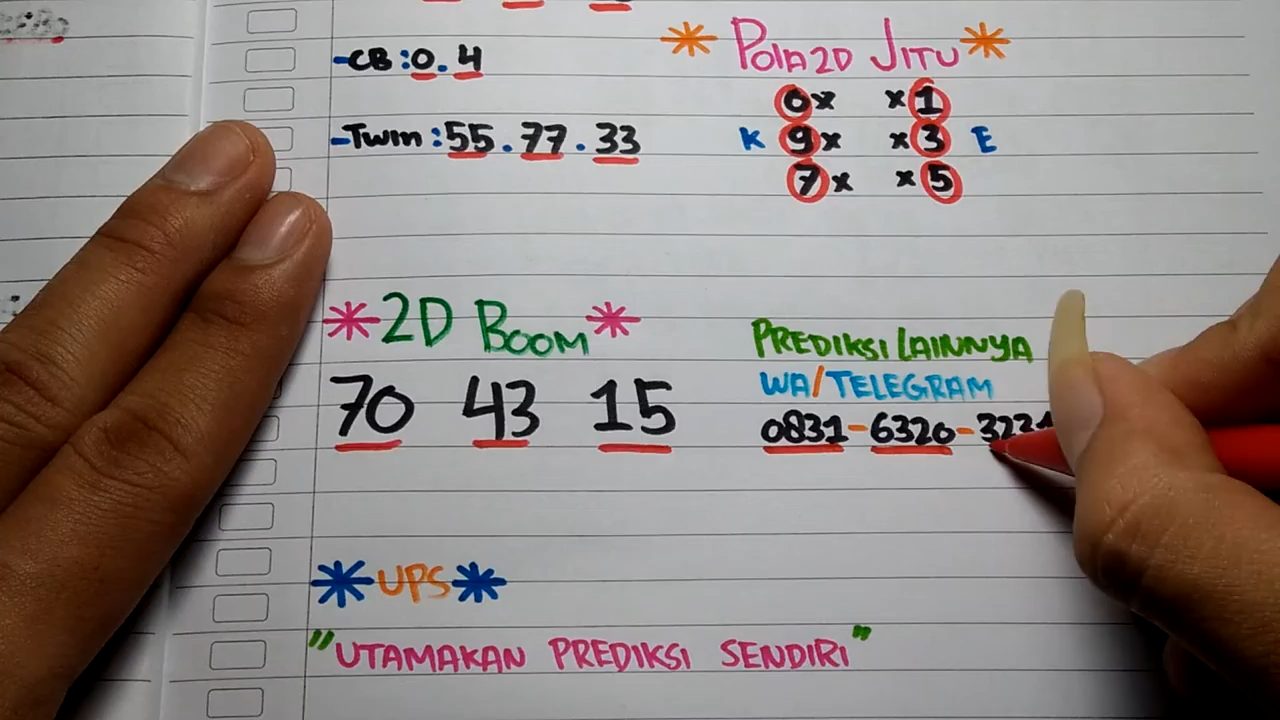 -CB : 0 . 4
-Twin : 55 . 77 . 33
* Pola 2D Jitu *
0x x1
K 9x x3 E
7x x5
* 2D Boom *
70 43 15
PREDIKSI LAINNYA
WA/TELEGRAM
0831-6320-322
* UPS *
"UTAMAKAN PREDIKSI SENDIRI"